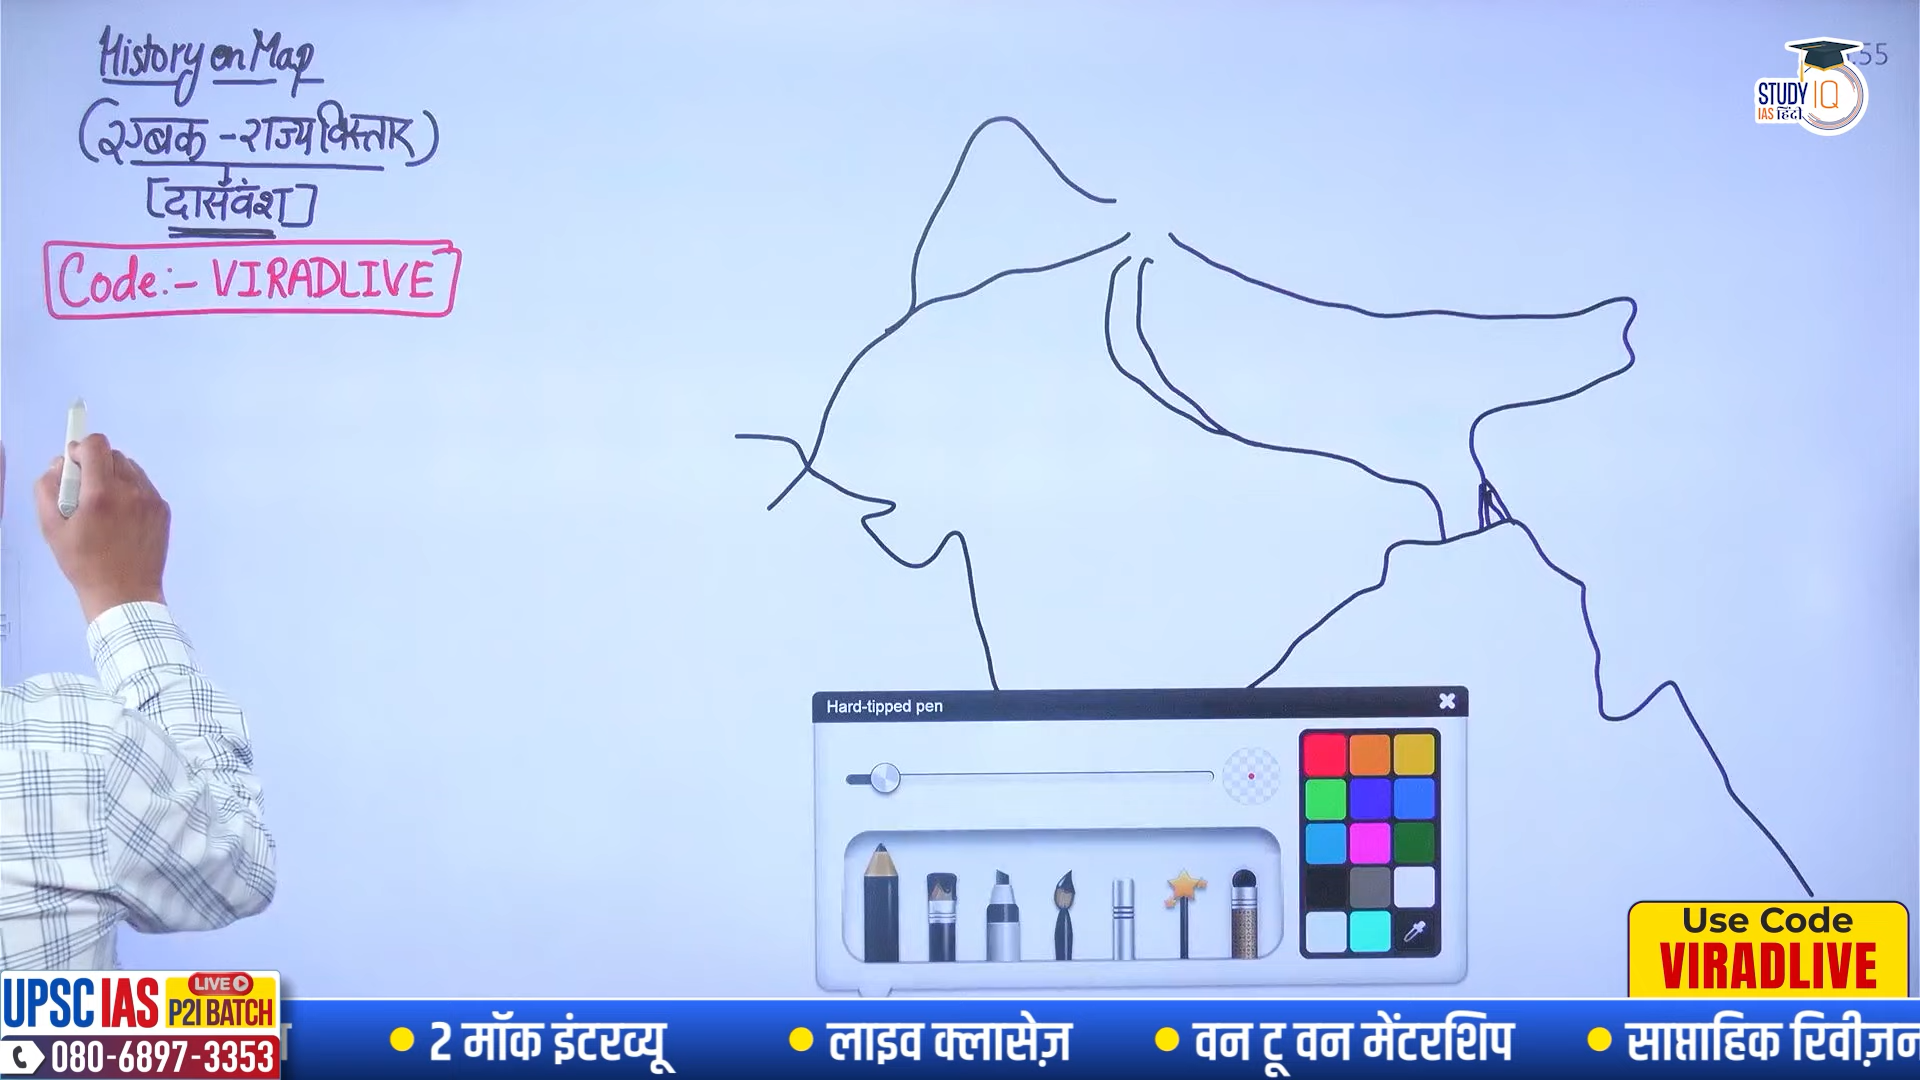 History on Map
(ऐबक - राज्य विस्तार)
[दासवंश]
Code:- VIRADLIVE
55
STUDY IQ
IAS हिंदी
Hard-tipped pen
Use Code
VIRADLIVE
LIVE
UPSC IAS P2I BATCH
080-6897-3353
2 मॉक इंटरव्यू
लाइव क्लासेज़
वन टू वन मेंटरशिप
साप्ताहिक रिवीज़न